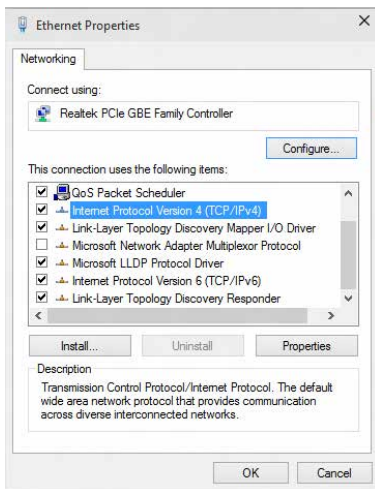 Ethernet Properties
Networking
Connect using:
Realtek PCIe GBE Family Controller
Configure...
This connection uses the following items:
QoS Packet Scheduler
Internet Protocol Version 4 (TCP/IPv4)
Link-Layer Topology Discovery Mapper I/O Driver
Microsoft Network Adapter Multiplexor Protocol
Microsoft LLDP Protocol Driver
Internet Protocol Version 6 (TCP/IPv6)
Link-Layer Topology Discovery Responder
Install... Uninstall Properties
Description
Transmission Control Protocol/Internet Protocol. The default
wide area network protocol that provides communication
across diverse interconnected networks.
OK Cancel